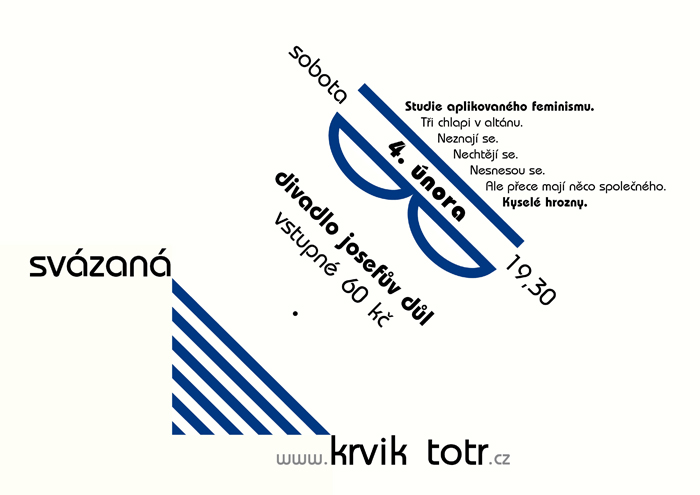 sobota
4. února
19,30
Studie aplikovaného feminismu.
Tři chlapi v altánu.
Neznají se.
Nechtějí se.
Nesnesou se.
Ale přece mají něco společného.
Kyselé hrozny.
divadlo josefův důl
vstupné 60 kč
svázaná
www.krvik totr.cz